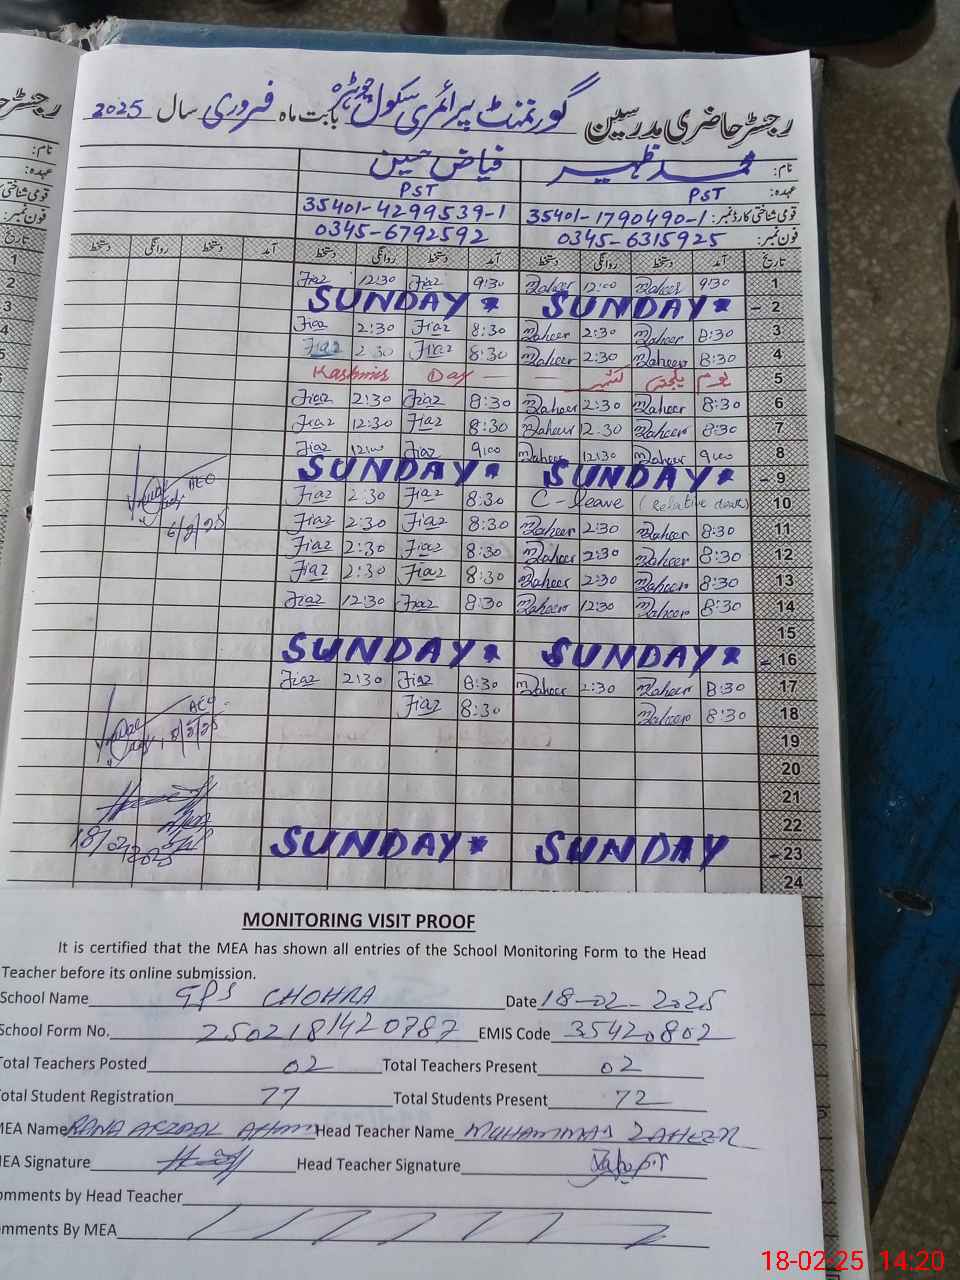 رجسٹر حاضری مدرسین گورنمنٹ پرائمری سکول چوہڑہ بابت ماہ فروری سال 2025
نام: محمد ظہیر فیاض حسین
عہدہ: PST PST
قومی شناختی کارڈ نمبر: 35401-1790490-1 35401-4299539-1
فون نمبر: 0345-6315925 0345-6792592
تاریخ آمد دستخط روانگی دستخط آمد دستخط روانگی دستخط آمد دستخط روانگی دستخط
1 9:30 Zaheer 12:00 Zaheer 9:30 Fiaz 12:30 Fiaz
2 SUNDAY SUNDAY
3 8:30 Zaheer 2:30 Zaheer 8:30 Fiaz 2:30 Fiaz
4 8:30 Zaheer 2:30 Zaheer 8:30 Fiaz 2:30 Fiaz
5 یوم یکجہتی کشمیر Kashmir Day
6 8:30 Zaheer 2:30 Zaheer 8:30 Fiaz 2:30 Fiaz
7 8:30 Zaheer 12:30 Zaheer 8:30 Fiaz 12:30 Fiaz
8 9:00 Zaheer 12:30 Zaheer 9:00 Fiaz 12:00 Fiaz
9 SUNDAY SUNDAY
10 C-leave (Relative death) 8:30 Fiaz 2:30 Fiaz
11 8:30 Zaheer 2:30 Zaheer 8:30 Fiaz 2:30 Fiaz
12 8:30 Zaheer 2:30 Zaheer 8:30 Fiaz 2:30 Fiaz
13 8:30 Zaheer 2:30 Zaheer 8:30 Fiaz 2:30 Fiaz
14 8:30 Zaheer 12:30 Zaheer 8:30 Fiaz 12:30 Fiaz
15
16 SUNDAY SUNDAY
17 8:30 Zaheer 2:30 Zaheer 8:30 Fiaz 2:30 Fiaz
18 8:30 Zaheer 8:30 Fiaz
19
20
21
22
23 SUNDAY SUNDAY
24
AEO
6/2/25
AEO
18/02/2025
MONITORING VISIT PROOF
It is certified that the MEA has shown all entries of the School Monitoring Form to the Head
Teacher before its online submission.
School Name GPS CHOHRA Date 18-02-2025
School Form No. 2502181420787 EMIS Code 35420802
Total Teachers Posted 02 Total Teachers Present 02
Total Student Registration 77 Total Students Present 72
MEA Name RANA AFZAAL AHMAD Head Teacher Name MUHAMMAD ZAHEER
MEA Signature Head Teacher Signature Zaheer
Comments by Head Teacher
Comments By MEA
18-02-25 14:20